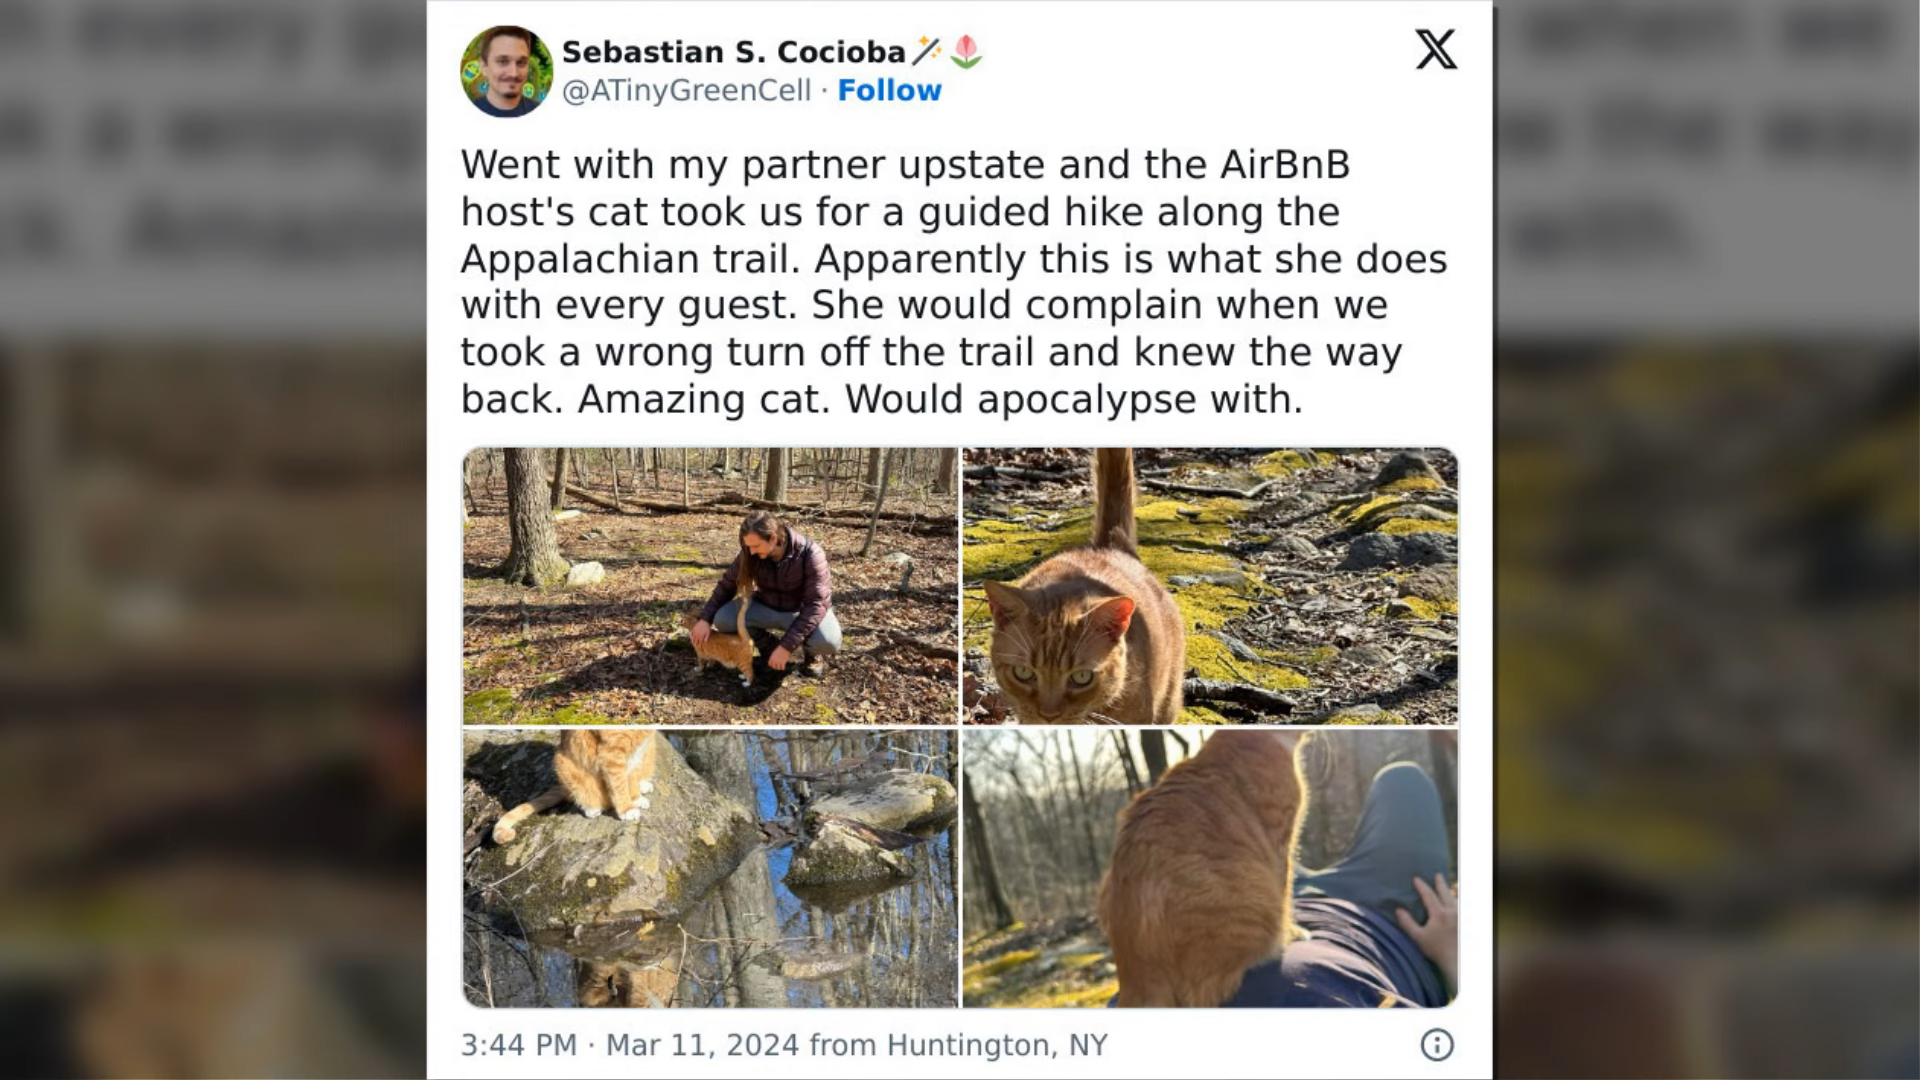 Sebastian S. Cocioba🪄🌷
@ATinyGreenCell · Follow
Went with my partner upstate and the AirBnB
host's cat took us for a guided hike along the
Appalachian trail. Apparently this is what she does
with every guest. She would complain when we
took a wrong turn off the trail and knew the way
back. Amazing cat. Would apocalypse with.
3:44 PM · Mar 11, 2024 from Huntington, NY